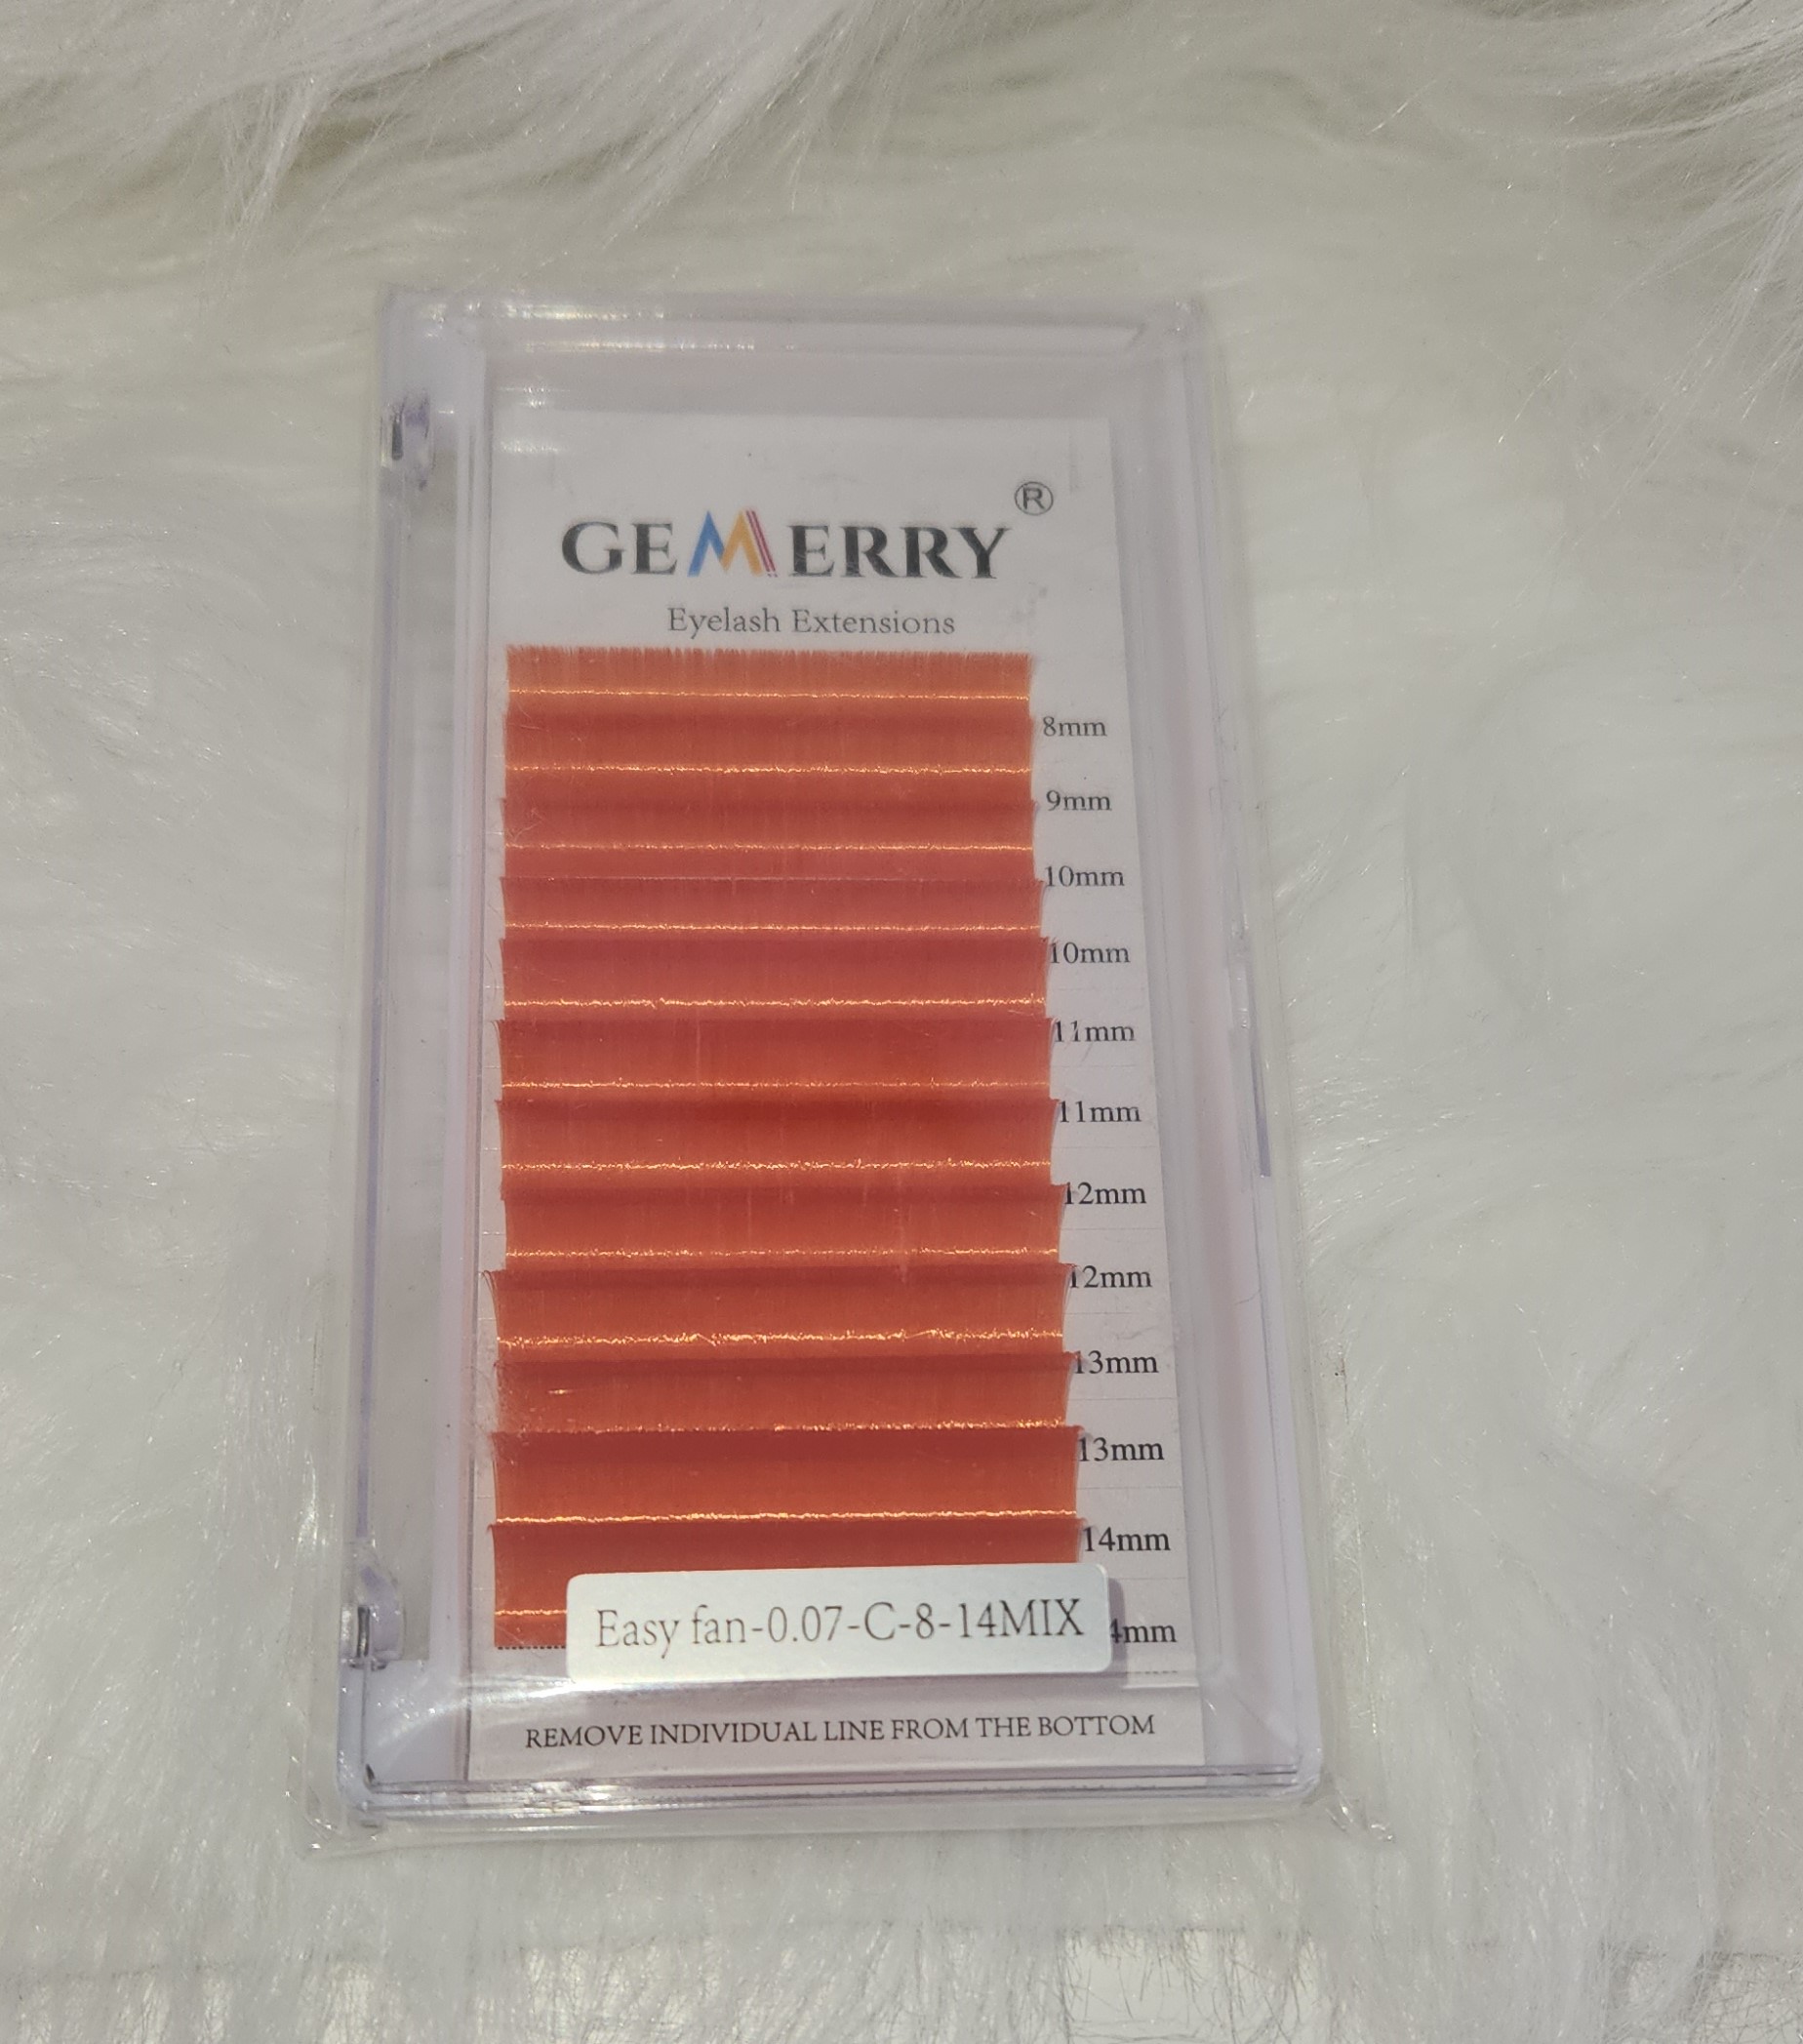 GEMERRY®
Eyelash Extensions
8mm
9mm
10mm
10mm
11mm
11mm
12mm
12mm
13mm
13mm
14mm
Easy fan-0.07-C-8-14MIX
4mm
REMOVE INDIVIDUAL LINE FROM THE BOTTOM